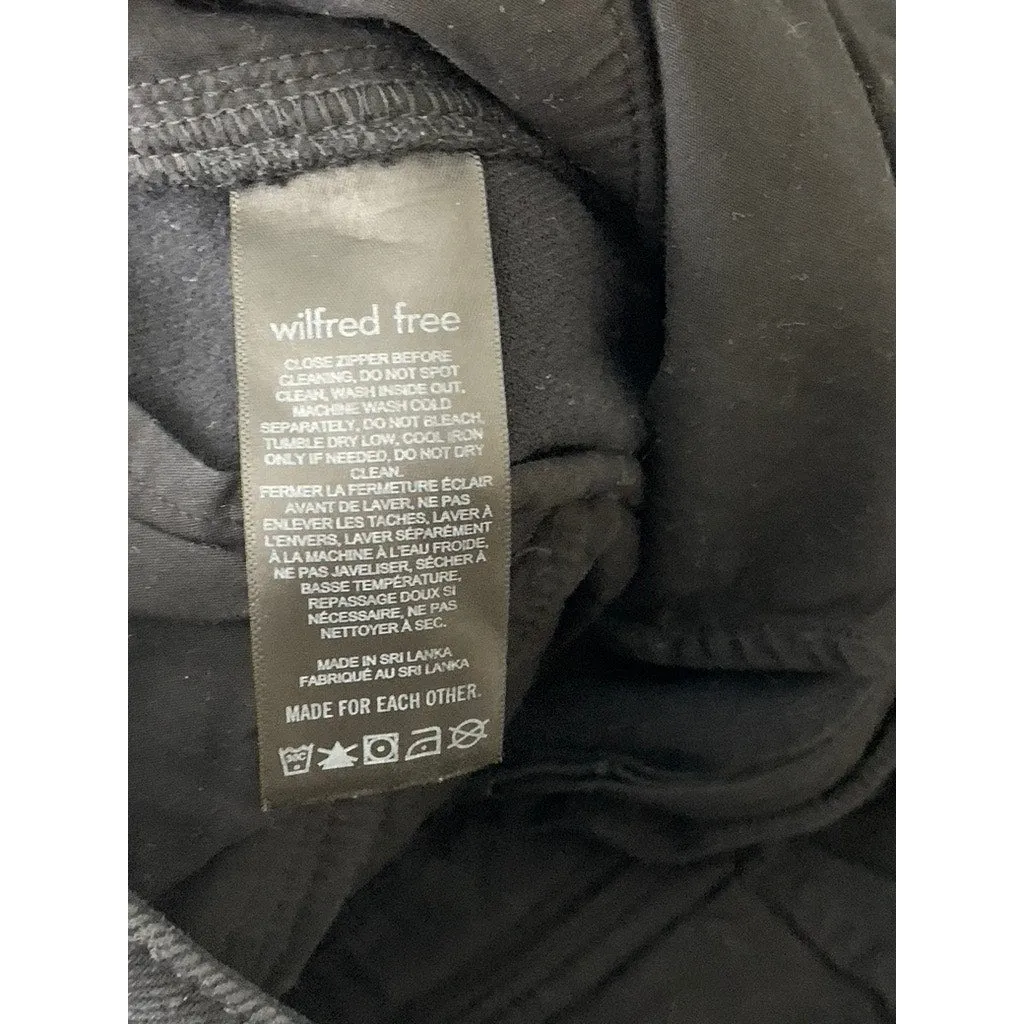 wilfred free
CLOSE ZIPPER BEFORE
CLEANING, DO NOT SPOT
CLEAN, WASH INSIDE OUT,
MACHINE WASH COLD
SEPARATELY, DO NOT BLEACH,
TUMBLE DRY LOW, COOL IRON
ONLY IF NEEDED, DO NOT DRY
CLEAN.
FERMER LA FERMETURE ÉCLAIR
AVANT DE LAVER, NE PAS
ENLEVER LES TACHES, LAVER À
L'ENVERS, LAVER SÉPARÉMENT
À LA MACHINE À L'EAU FROIDE,
NE PAS JAVELISER, SÉCHER À
BASSE TEMPÉRATURE,
REPASSAGE DOUX SI
NÉCESSAIRE, NE PAS
NETTOYER À SEC.
MADE IN SRI LANKA
FABRIQUÉ AU SRI LANKA
MADE FOR EACH OTHER.
30C